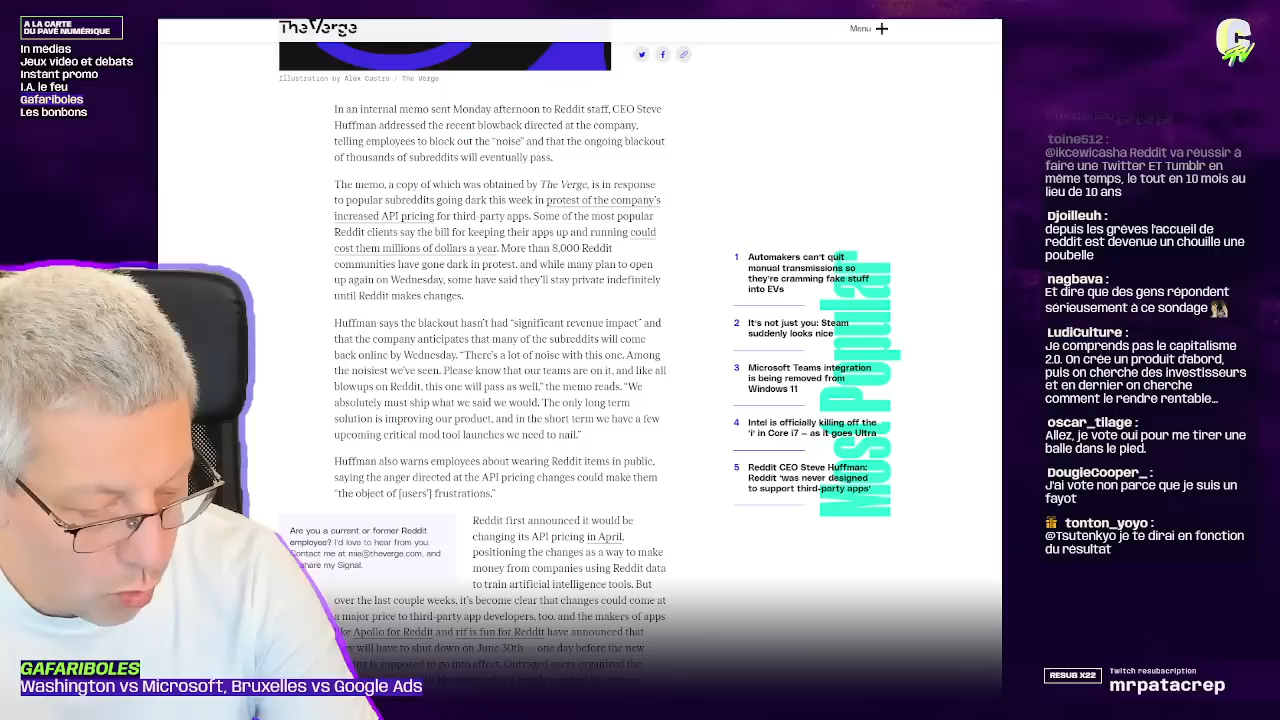 A LA CARTE
DU PAVÉ NUMÉRIQUE
In médias
Jeux vidéo et débats
Instant promo
I.A. le feu
Gafariboles
Les bonbons
The Verge
Menu
Illustration by Alex Castro / The Verge
In an internal memo sent Monday afternoon to Reddit staff, CEO Steve
Huffman addressed the recent blowback directed at the company,
telling employees to block out the “noise” and that the ongoing blackout
of thousands of subreddits will eventually pass.
The memo, a copy of which was obtained by The Verge, is in response
to popular subreddits going dark this week in protest of the company’s
increased API pricing for third-party apps. Some of the most popular
Reddit clients say the bill for keeping their apps up and running could
cost them millions of dollars a year. More than 8,000 Reddit
communities have gone dark in protest, and while many plan to open
up again on Wednesday, some have said they’ll stay private indefinitely
until Reddit makes changes.
Huffman says the blackout hasn’t had “significant revenue impact” and
that the company anticipates that many of the subreddits will come
back online by Wednesday. “There’s a lot of noise with this one. Among
the noisiest we’ve seen. Please know that our teams are on it, and like all
blowups on Reddit, this one will pass as well,” the memo reads. “We
absolutely must ship what we said we would. The only long term
solution is improving our product, and in the short term we have a few
upcoming critical mod tool launches we need to nail.”
Huffman also warns employees about wearing Reddit items in public,
saying the anger directed at the API pricing changes could make them
“the object of [users’] frustrations.”
Are you a current or former Reddit
employee? I’d love to hear from you.
Contact me at mia@theverge.com, and
share my Signal.
Reddit first announced it would be
changing its API pricing in April,
positioning the changes as a way to make
money from companies using Reddit data
to train artificial intelligence tools. But
over the last couple weeks, it’s become clear that changes could come at
a major price to third-party app developers, too, and the makers of apps
like Apollo for Reddit and rif is fun for Reddit have announced that
will have to shut down on June 30th — one day before the new
is supposed to go into effect. Outraged users organized the
Most Popular
1 Automakers can’t quit
manual transmissions so
they’re cramming fake stuff
into EVs
2 It’s not just you: Steam
suddenly looks nice
3 Microsoft Teams integration
is being removed from
Windows 11
4 Intel is officially killing off the
‘i’ in Core i7 — as it goes Ultra
5 Reddit CEO Steve Huffman:
Reddit ‘was never designed
to support third-party apps’
toine512 :
@ikcewicasha Reddit va réussir à
faire une Twitter ET Tumblr en
même temps, le tout en 10 mois au
lieu de 10 ans
Djoilleuh :
depuis les grèves l'accueil de
reddit est devenue un chouille une
poubelle
nagbava :
Et dire que des gens répondent
sérieusement à ce sondage
LudiCulture :
Je comprends pas le capitalisme
2.0. On crée un produit d'abord,
puis on cherche des investisseurs
et en dernier on cherche
comment le rendre rentable...
oscar_tilage :
Allez, je vote oui pour me tirer une
balle dans le pied.
DougieCooper_ :
J'ai voté non parce que je suis un
fayot
tonton_yoyo :
@Tsutenkyo je te dirai en fonction
du résultat
RESUB X22
Twitch resubscription
mrpatacrep
GAFARIBOLES
Washington vs Microsoft, Bruxelles vs Google Ads